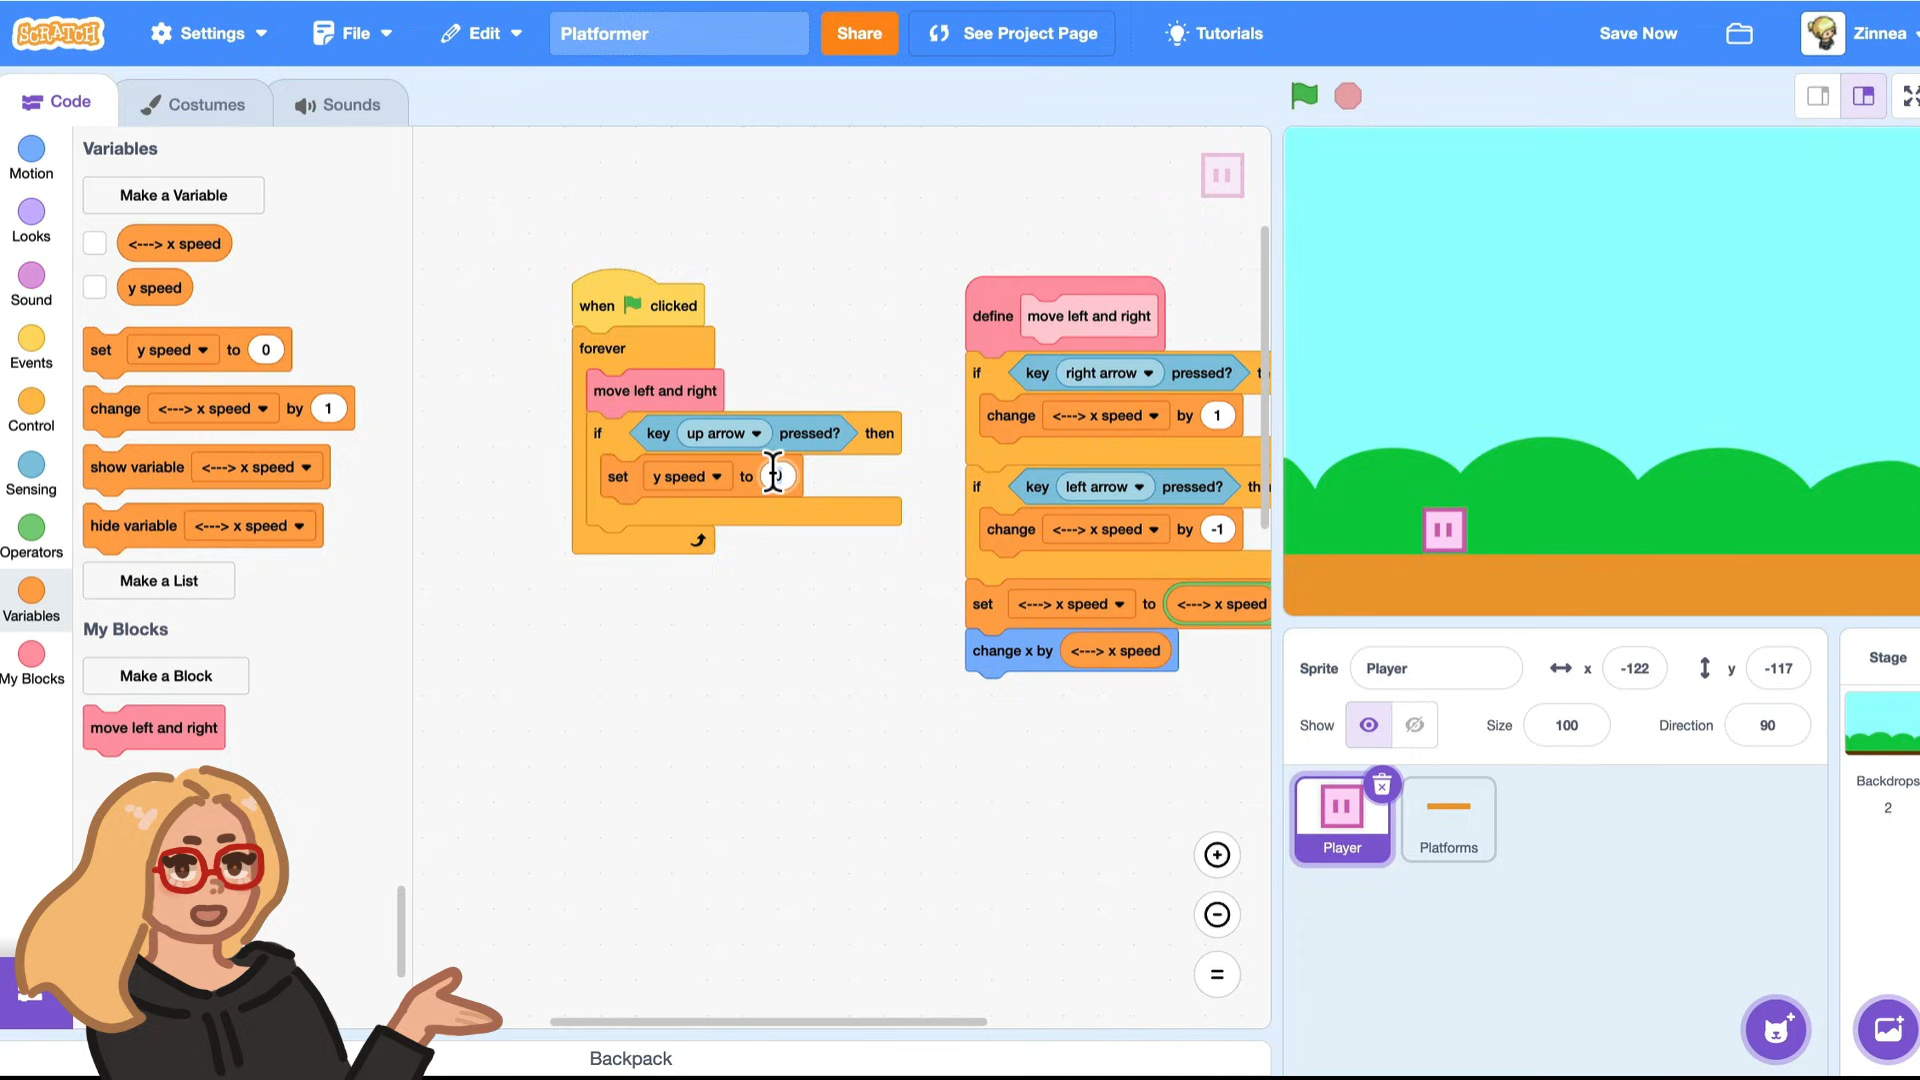 SCRATCH
Settings
File
Edit
Platformer
Share
See Project Page
Tutorials
Save Now
Zinnea
Code
Costumes
Sounds
Motion
Looks
Sound
Events
Control
Sensing
Operators
Variables
My Blocks
Variables
Make a Variable
<---> x speed
y speed
set y speed to 0
change <---> x speed by 1
show variable <---> x speed
hide variable <---> x speed
Make a List
My Blocks
Make a Block
move left and right
when clicked
forever
move left and right
if key up arrow pressed? then
set y speed to
define move left and right
if key right arrow pressed?
change <---> x speed by 1
if key left arrow pressed?
change <---> x speed by -1
set <---> x speed to <---> x speed
change x by <---> x speed
Backpack
Sprite Player x -122 y -117
Show Size 100 Direction 90
Player
Platforms
Stage
Backdrops
2